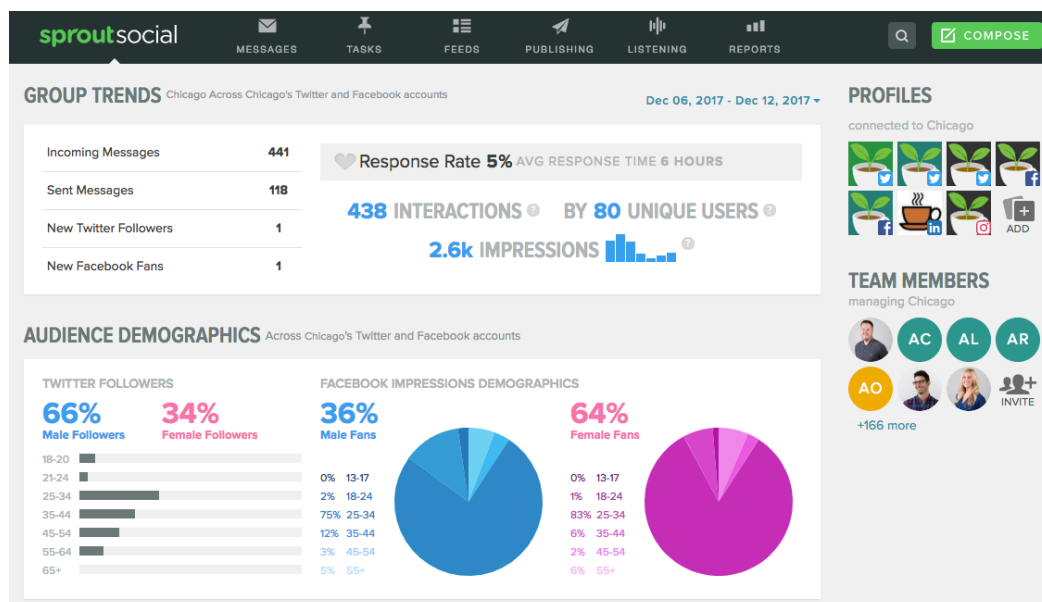 sproutsocial
MESSAGES
TASKS
FEEDS
PUBLISHING
LISTENING
REPORTS
COMPOSE
GROUP TRENDS Chicago Across Chicago's Twitter and Facebook accounts
Dec 06, 2017 - Dec 12, 2017
Incoming Messages 441
Sent Messages 118
New Twitter Followers 1
New Facebook Fans 1
Response Rate 5% AVG RESPONSE TIME 6 HOURS
438 INTERACTIONS ? BY 80 UNIQUE USERS ?
2.6k IMPRESSIONS ?
AUDIENCE DEMOGRAPHICS Across Chicago's Twitter and Facebook accounts
TWITTER FOLLOWERS
66% 34%
Male Followers Female Followers
18-20
21-24
25-34
35-44
45-54
55-64
65+
FACEBOOK IMPRESSIONS DEMOGRAPHICS
36%
Male Fans
0% 13-17
2% 18-24
75% 25-34
12% 35-44
3% 45-54
5% 55+
64%
Female Fans
0% 13-17
1% 18-24
83% 25-34
6% 35-44
2% 45-54
6% 55+
PROFILES
connected to Chicago
f
f
in
ADD
TEAM MEMBERS
managing Chicago
AC
AL
AR
AO
INVITE
+166 more